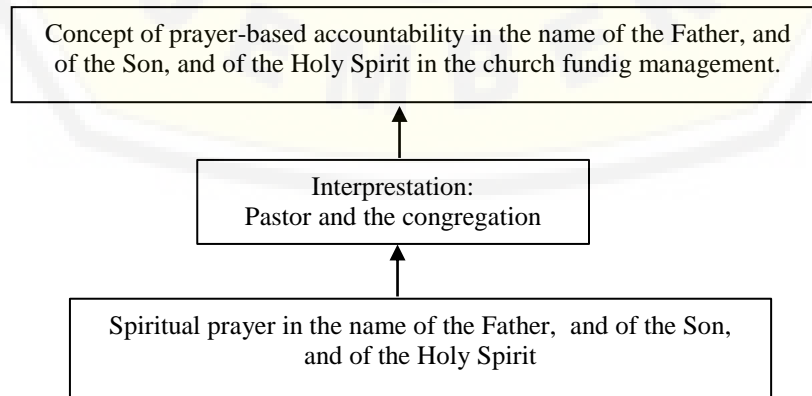 Concept of prayer-based accountability in the name of the Father, and
of the Son, and of the Holy Spirit in the church fundig management.
Interprestation:
Pastor and the congregation
Spiritual prayer in the name of the Father, and of the Son,
and of the Holy Spirit